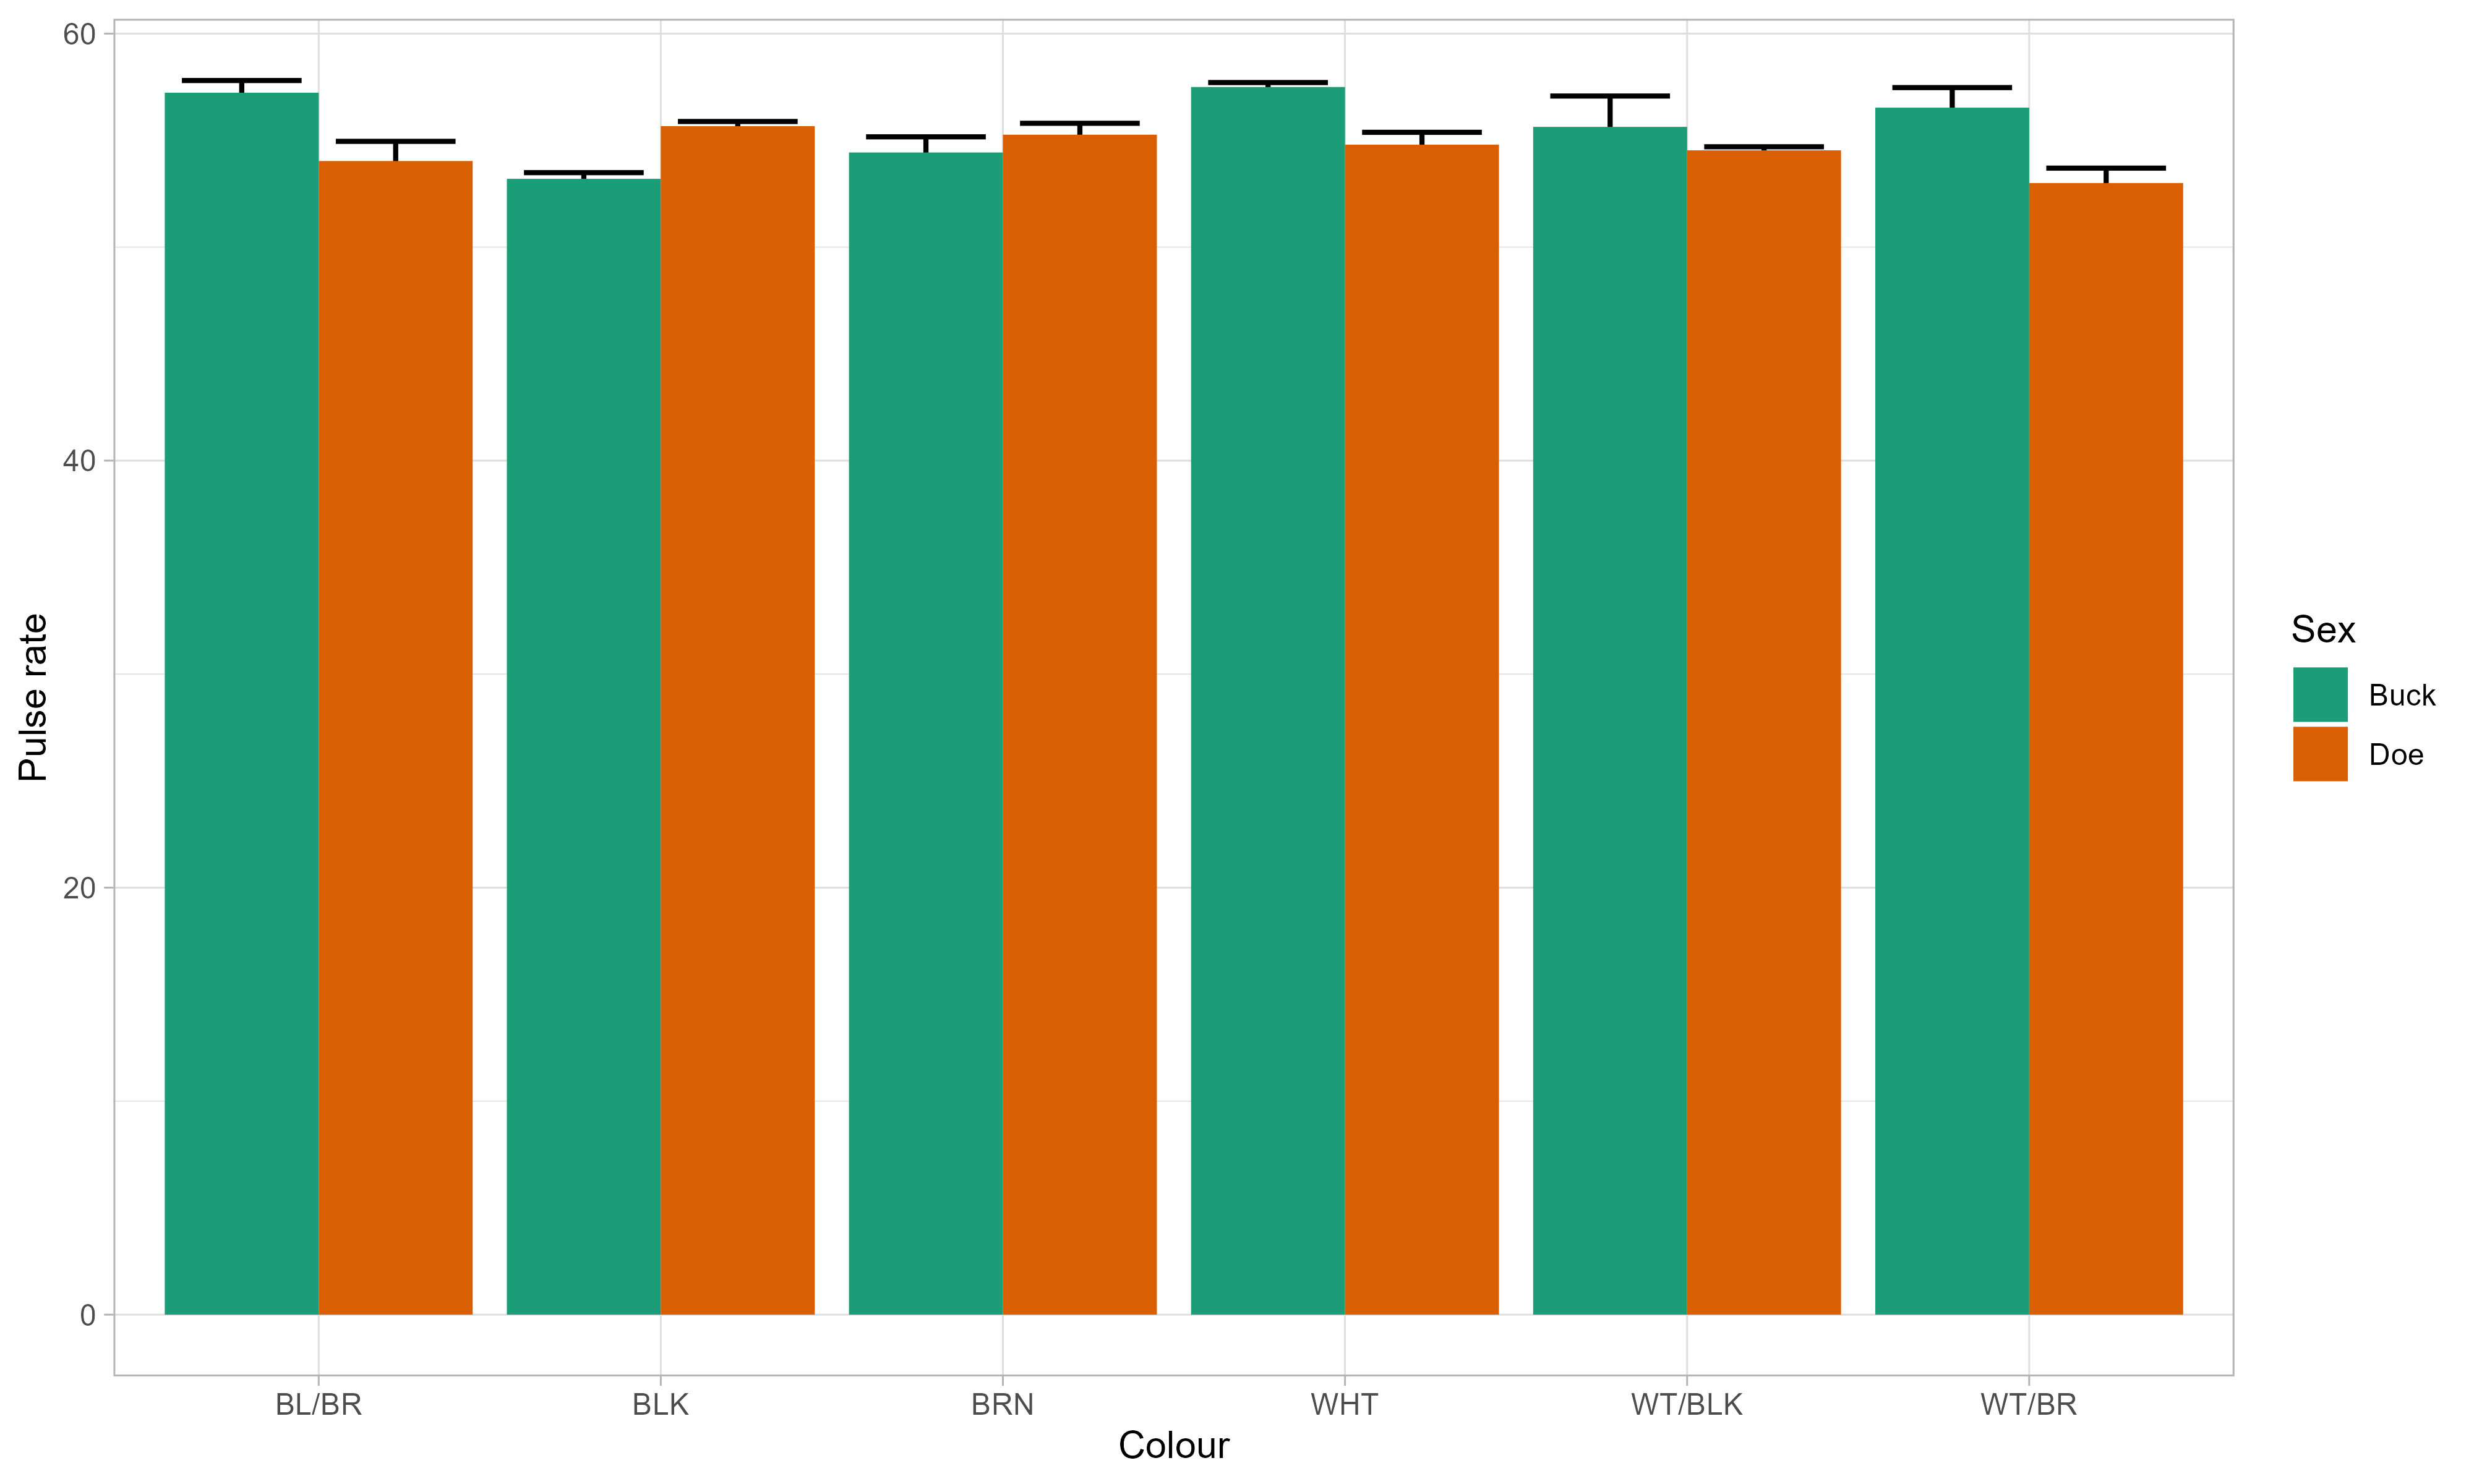 60
40
20
0
Pulse rate
BL/BR BLK BRN WHT WT/BLK WT/BR
Colour
Sex
Buck
Doe